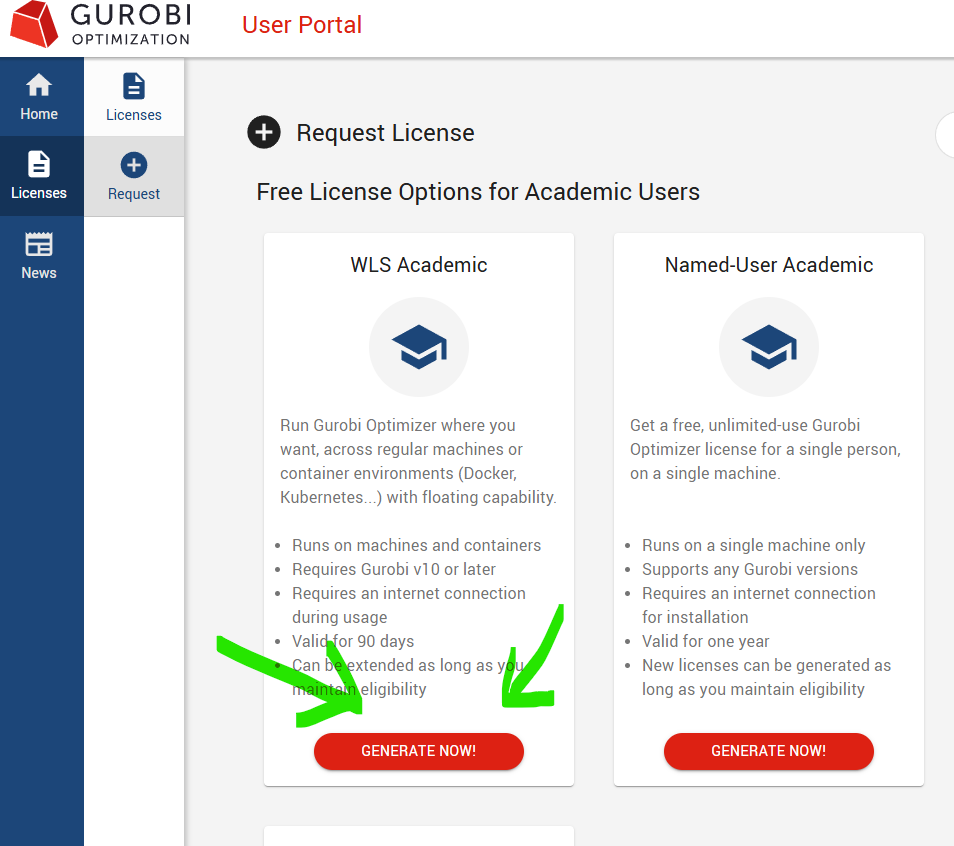 GUROBI
OPTIMIZATION
User Portal
Home
Licenses
News
Licenses
Request
Request License
Free License Options for Academic Users
WLS Academic
Run Gurobi Optimizer where you
want, across regular machines or
container environments (Docker,
Kubernetes...) with floating capability.
• Runs on machines and containers
• Requires Gurobi v10 or later
• Requires an internet connection
during usage
• Valid for 90 days
• Can be extended as long as you
maintain eligibility
GENERATE NOW!
Named-User Academic
Get a free, unlimited-use Gurobi
Optimizer license for a single person,
on a single machine.
• Runs on a single machine only
• Supports any Gurobi versions
• Requires an internet connection
for installation
• Valid for one year
• New licenses can be generated as
long as you maintain eligibility
GENERATE NOW!